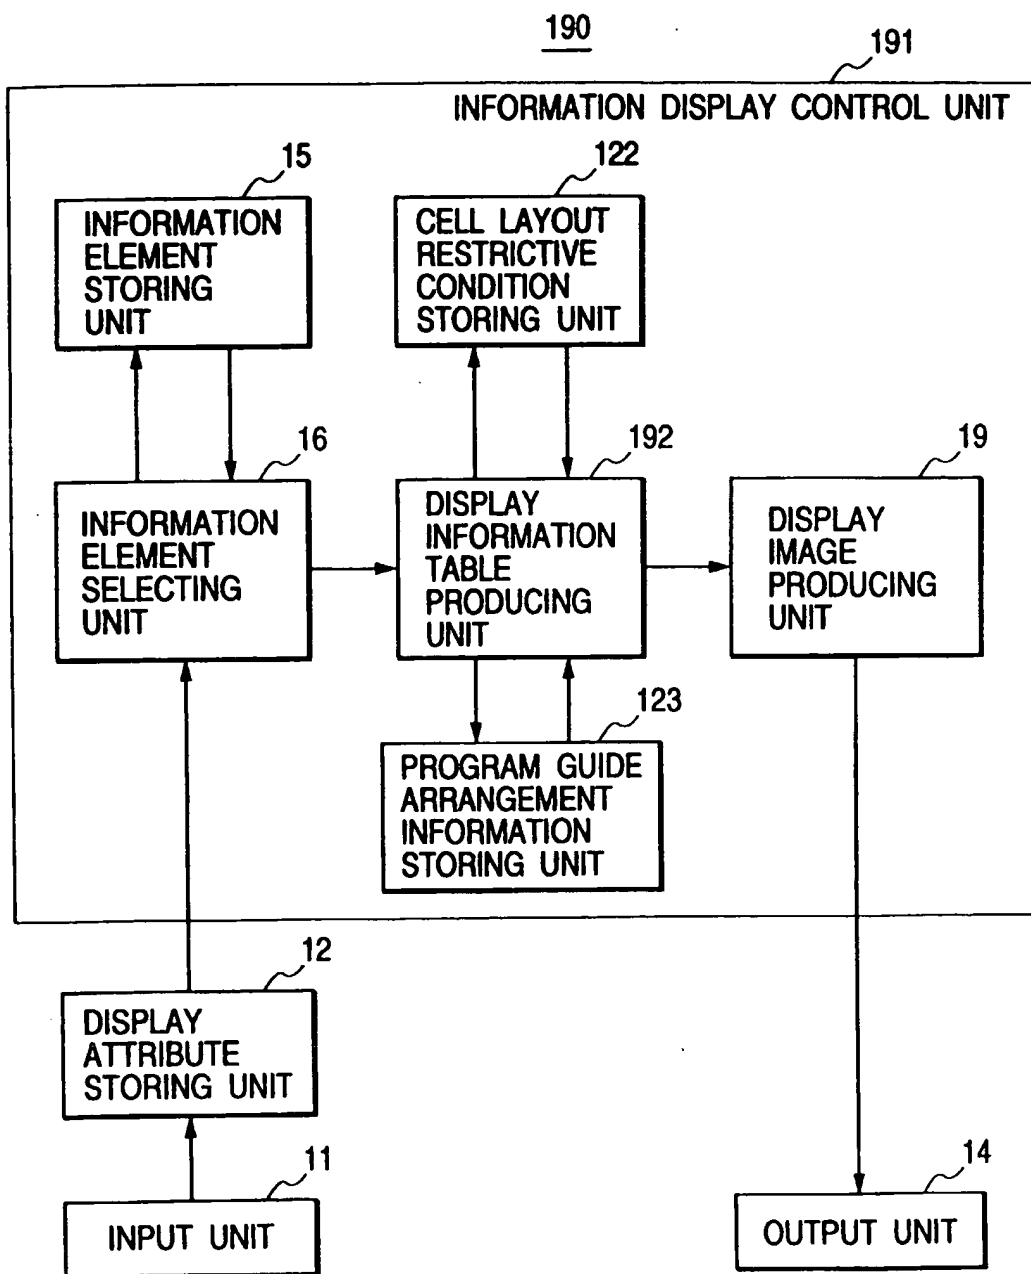 190
191
INFORMATION DISPLAY CONTROL UNIT
15
INFORMATION
ELEMENT
STORING
UNIT
122
CELL LAYOUT
RESTRICTIVE
CONDITION
STORING UNIT
16
INFORMATION
ELEMENT
SELECTING
UNIT
192
DISPLAY
INFORMATION
TABLE
PRODUCING
UNIT
19
DISPLAY
IMAGE
PRODUCING
UNIT
123
PROGRAM GUIDE
ARRANGEMENT
INFORMATION
STORING UNIT
12
DISPLAY
ATTRIBUTE
STORING UNIT
11
INPUT UNIT
14
OUTPUT UNIT